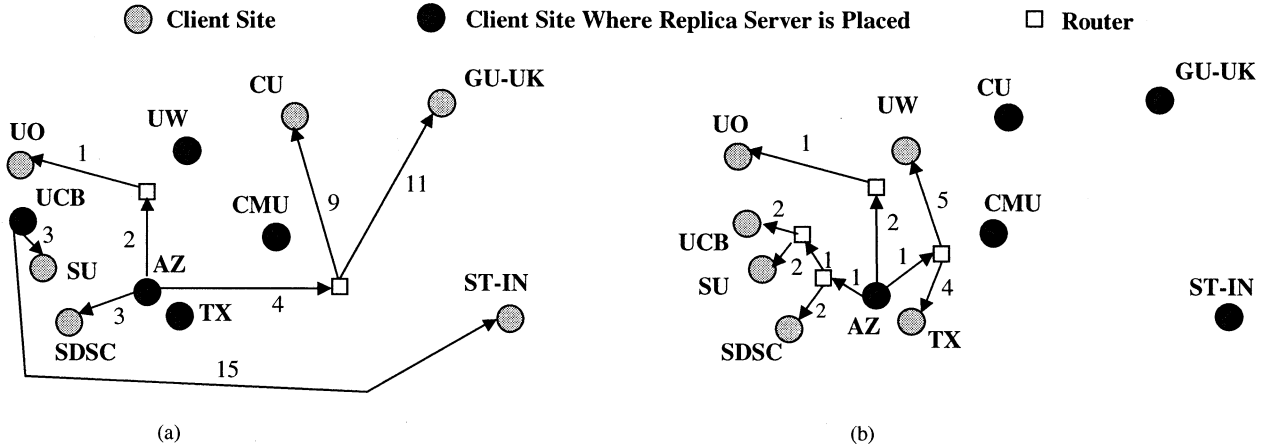 Client Site
Client Site Where Replica Server is Placed
Router
CU
GU-UK
UW
UO
1
UCB
3
SU
2
CMU
9
11
AZ
4
ST-IN
3
TX
SDSC
15
(a)
CU
GU-UK
UW
UO
1
5
CMU
2
2
UCB
1
2
1
SU
1
4
ST-IN
2
AZ
TX
SDSC
(b)